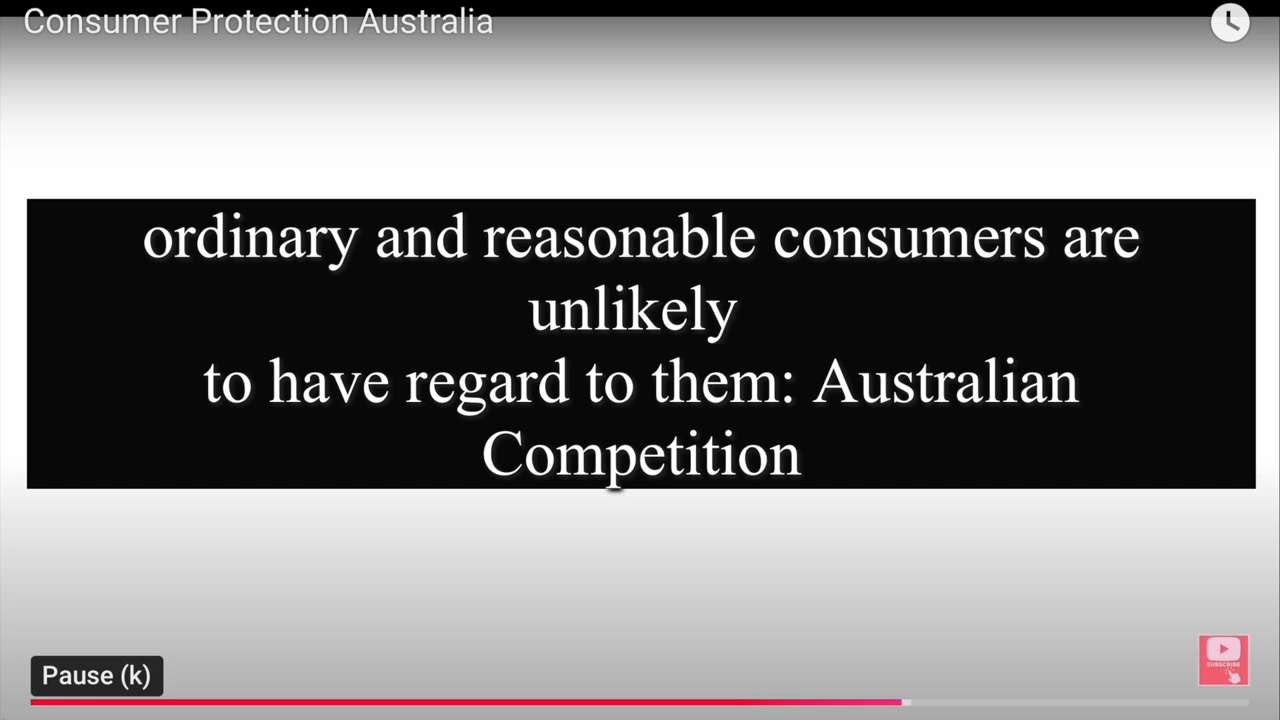 Consumer Protection Australia
ordinary and reasonable consumers are
unlikely
to have regard to them: Australian
Competition
SUBSCRIBE
Pause (k)